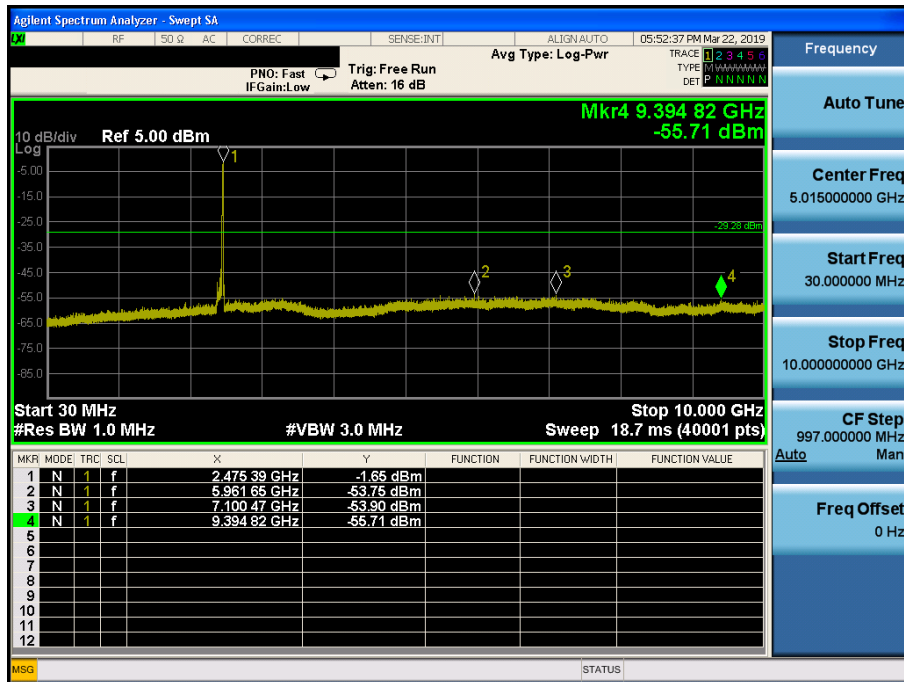 Agilent Spectrum Analyzer - Swept SA
LXI RF 50 Ω AC CORREC SENSE:INT ALIGN AUTO 05:52:37 PM Mar 22, 2019
Frequency
PNO: Fast
IFGain:Low
Trig: Free Run
Atten: 16 dB
Avg Type: Log-Pwr
TRACE 1 2 3 4 5 6
TYPE M WWWWW
DET P N N N N N
Auto Tune
Mkr4 9.394 82 GHz
-55.71 dBm
10 dB/div Ref 5.00 dBm
Log
1
-5.00
-15.0
-25.0
-29.28 dBm
-35.0
-45.0
2
3
4
-55.0
-65.0
-75.0
-85.0
Center Freq
5.015000000 GHz
Start Freq
30.000000 MHz
Stop Freq
10.000000000 GHz
Start 30 MHz Stop 10.000 GHz
#Res BW 1.0 MHz #VBW 3.0 MHz Sweep 18.7 ms (40001 pts)
CF Step
997.000000 MHz
Auto Man
Freq Offset
0 Hz
MKR MODE TRC SCL X Y FUNCTION FUNCTION WIDTH FUNCTION VALUE
1 N 1 f 2.475 39 GHz -1.65 dBm
2 N 1 f 5.961 65 GHz -53.75 dBm
3 N 1 f 7.100 47 GHz -53.90 dBm
4 N 1 f 9.394 82 GHz -55.71 dBm
5
6
7
8
9
10
11
12
MSG STATUS